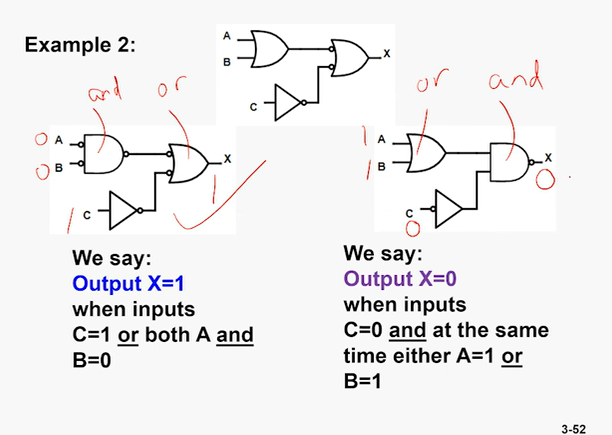 Example 2:
A
B
C
X
and or
0 A
0 B
1 C
X
1
or and
1 A
1 B
C
0
X
0
We say:
Output X=1
when inputs
C=1 or both A and
B=0
We say:
Output X=0
when inputs
C=0 and at the same
time either A=1 or
B=1
3-52